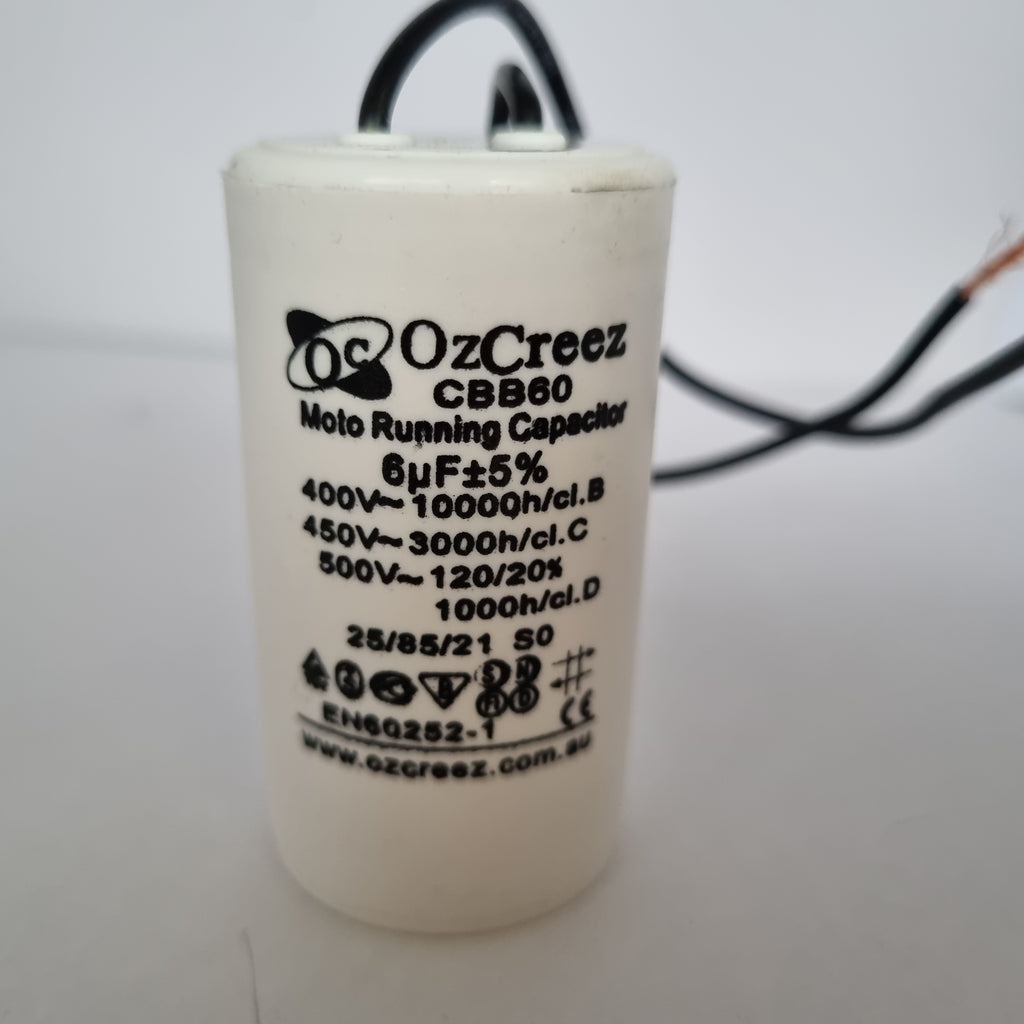 OC OzCreez
CBB60
Moto Running Capacitor
6µF±5%
400V~ 10000h/cl.B
450V~ 3000h/cl.C
500V~ 120/20%
1000h/cl.D
25/85/21 S0
EN60252-1 CE
www.ozcreez.com.au